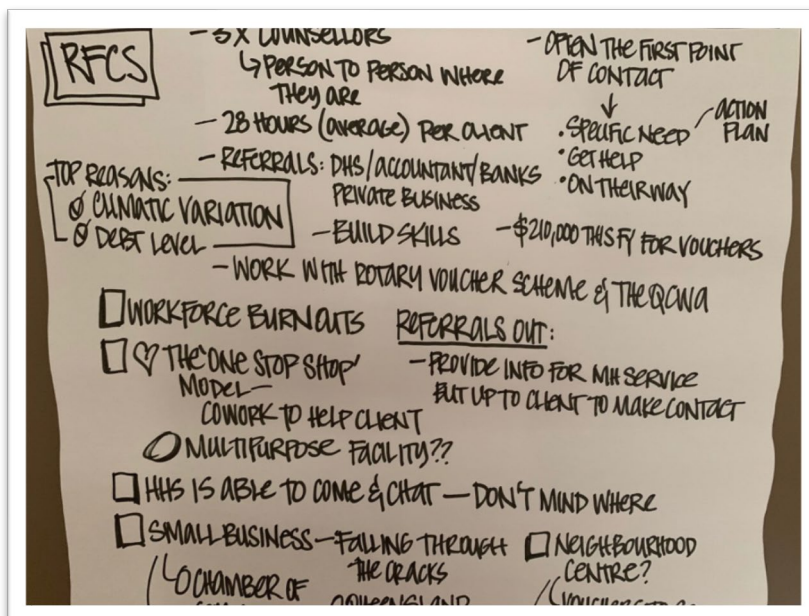 RFCS
- 5X COUNSELLORS
↳ PERSON TO PERSON WHERE
THEY ARE
- 28 HOURS (AVERAGE) PER CLIENT
- REFERRALS: DHS/ACCOUNTANT/BANKS
PRIVATE BUSINESS
- OFTEN THE FIRST POINT
OF CONTACT
↓
• SPECIFIC NEED
ACTION
PLAN
• GET HELP
• ON THEIR WAY
TOP REASONS:
CLIMATIC VARIATION
DEBT LEVEL
- BUILD SKILLS
- $210,000 THIS FY FOR VOUCHERS
- WORK WITH ROTARY VOUCHER SCHEME & THE QCWA
WORKFORCE BURNOUTS
♡ THE 'ONE STOP SHOP'
MODEL -
COWORK TO HELP CLIENT
MULTIPURPOSE FACILITY??
REFERRALS OUT:
- PROVIDE INFO FOR MH SERVICE
BUT UP TO CLIENT TO MAKE CONTACT
HHS IS ABLE TO COME & CHAT - DON'T MIND WHERE
SMALL BUSINESS - FALLING THROUGH
THE CRACKS
NEIGHBOURHOOD
CENTRE?
CHAMBER OF
QUEENSLAND